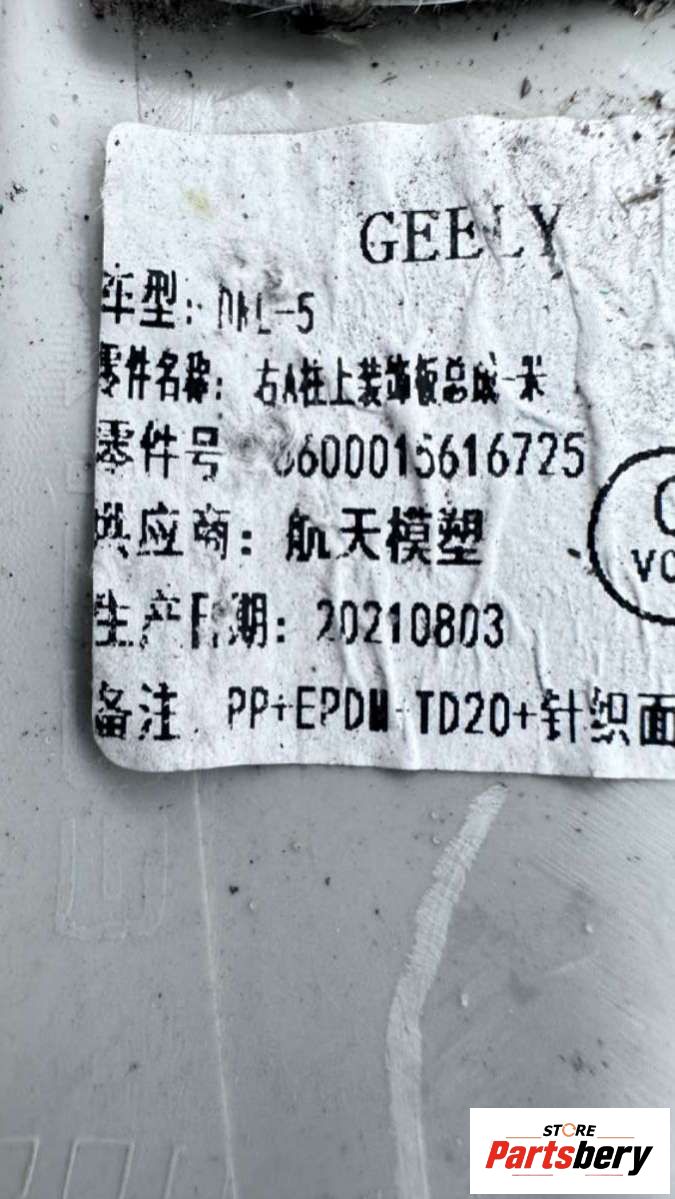 GEELY
车型: DKL-5
零件名称: 右A柱上装饰板总成-米
零件号 6600015616725
供应商: 航天模塑
VO
生产日期: 20210803
备注 PP+EPDM-TD20+针织面
STORE
Partsbery